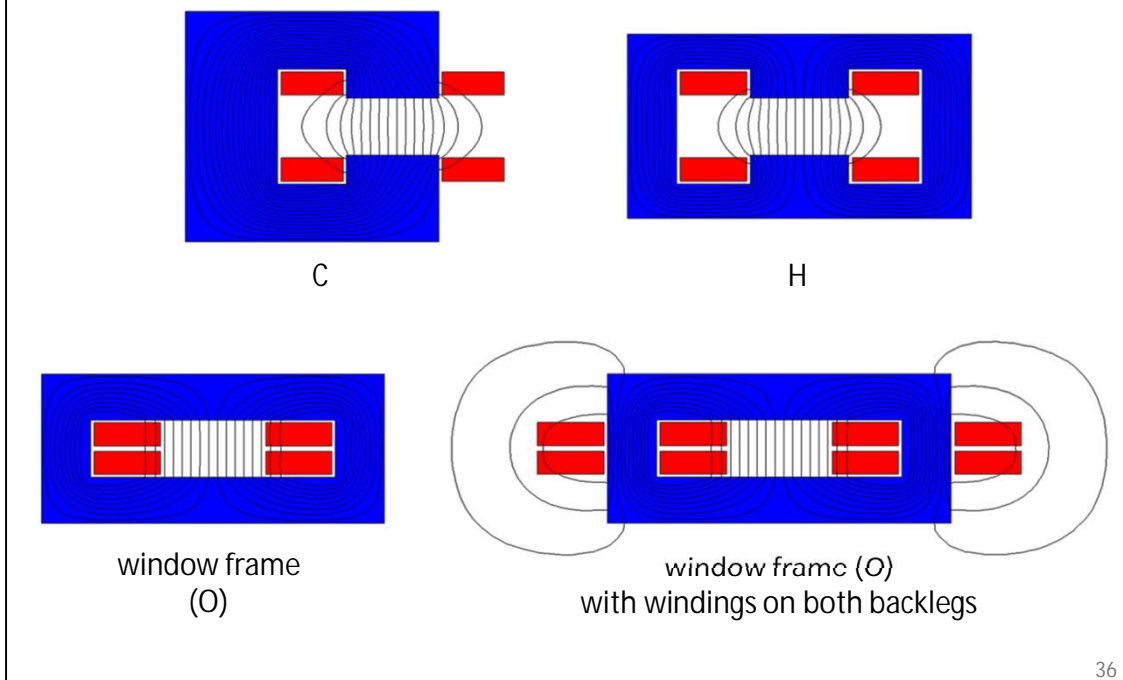 C
H
window frame
(O)
window frame (O)
with windings on both backlegs
36